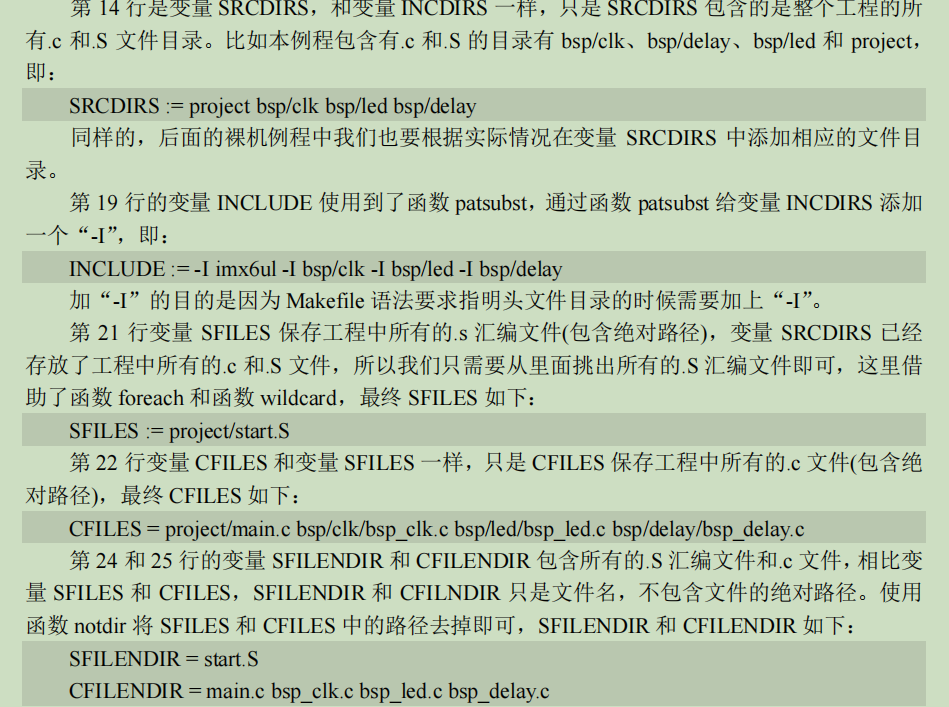 第 14 行是变量 SRCDIRS，和变量 INCDIRS 一样，只是 SRCDIRS 包含的是整个工程的所
有.c 和.S 文件目录。比如本例程包含有.c 和.S 的目录有 bsp/clk、bsp/delay、bsp/led 和 project，
即：
SRCDIRS := project bsp/clk bsp/led bsp/delay
同样的，后面的裸机例程中我们也要根据实际情况在变量 SRCDIRS 中添加相应的文件目
录。
第 19 行的变量 INCLUDE 使用到了函数 patsubst，通过函数 patsubst 给变量 INCDIRS 添加
一个“-I”，即：
INCLUDE := -I imx6ul -I bsp/clk -I bsp/led -I bsp/delay
加“-I”的目的是因为 Makefile 语法要求指明头文件目录的时候需要加上“-I”。
第 21 行变量 SFILES 保存工程中所有的.s 汇编文件(包含绝对路径)，变量 SRCDIRS 已经
存放了工程中所有的.c 和.S 文件，所以我们只需要从里面挑出所有的.S 汇编文件即可，这里借
助了函数 foreach 和函数 wildcard，最终 SFILES 如下：
SFILES := project/start.S
第 22 行变量 CFILES 和变量 SFILES 一样，只是 CFILES 保存工程中所有的.c 文件(包含绝
对路径)，最终 CFILES 如下：
CFILES = project/main.c bsp/clk/bsp_clk.c bsp/led/bsp_led.c bsp/delay/bsp_delay.c
第 24 和 25 行的变量 SFILENDIR 和 CFILENDIR 包含所有的.S 汇编文件和.c 文件，相比变
量 SFILES 和 CFILES，SFILENDIR 和 CFILNDIR 只是文件名，不包含文件的绝对路径。使用
函数 notdir 将 SFILES 和 CFILES 中的路径去掉即可，SFILENDIR 和 CFILENDIR 如下：
SFILENDIR = start.S
CFILENDIR = main.c bsp_clk.c bsp_led.c bsp_delay.c